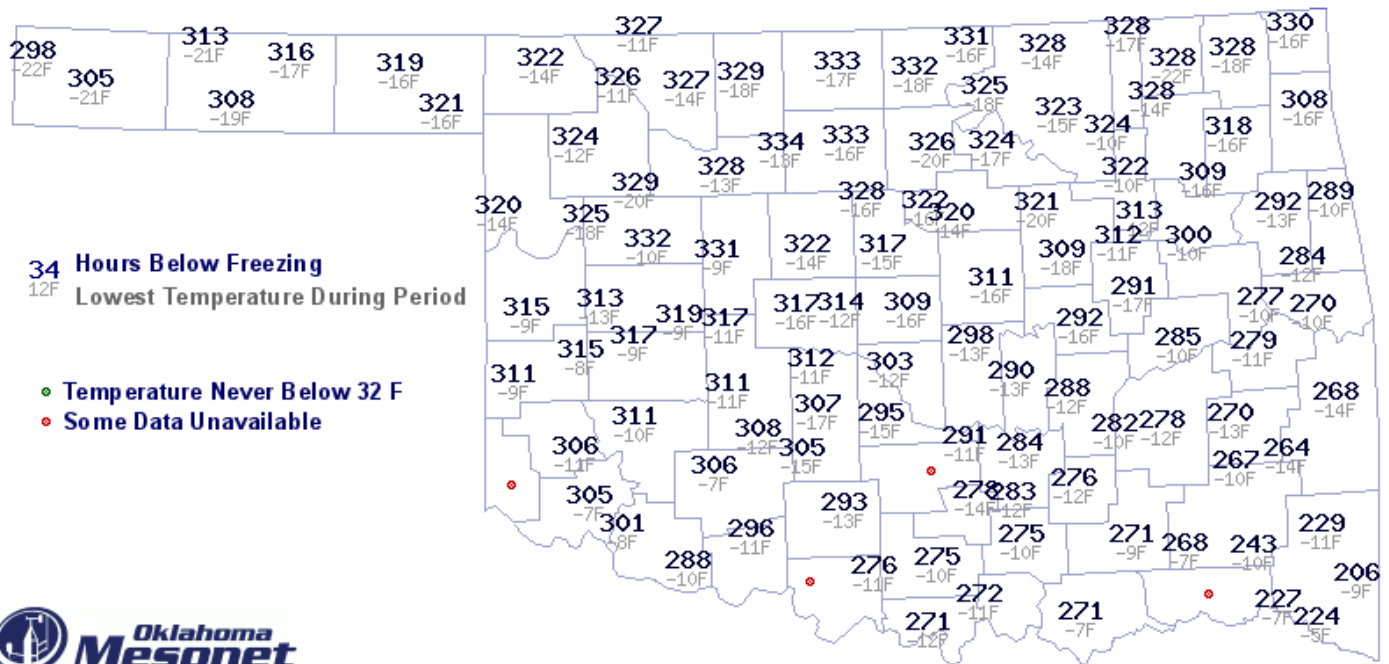 327 328 330
298 313 316 322 331 328 328 328
-22F -21F -17F -11F -16F -14F -17F -18F -16F
305 319 -14F 326 327 329 333 332 328
-21F -16F -11F -14F -18F -17F -18F -22F
308 321 325 323 328 308
-19F -16F -18F -15F -14F -16F
324 334 333 326 324 324 318
-12F -16F -20F -17F -10F -16F
329 328 322 309
-20F -13F -10F -16F
320 325 328 322 320 321 313 292 289
-14F -18F -16F -14F -20F -13F -10F
332 331 322 317 309 312 300 284
-10F -9F -14F -15F -18F -11F -10F -12F
34 Hours Below Freezing
12F Lowest Temperature During Period
315 313 319 317 317 314 309 311 291 277 270
-9F -13F -9F -11F -16F -12F -16F -16F -17F -10F -10F
315 317 298 292 285 279
-8F -9F -13F -16F -10F -11F
311 311 312 303 290 288 268
-9F -11F -11F -12F -13F -12F -14F
Temperature Never Below 32 F
Some Data Unavailable
311 308 307 295 282 278 270
-10F -12F -17F -15F -10F -12F -13F
306 306 305 291 284 267 264
-11F -7F -15F -11F -13F -10F -14F
305 293 278 283 276
-7F -13F -14F -12F -12F
301 296 275 271 268 243 229
-8F -11F -10F -9F -7F -10F -11F
288 276 275 206
-10F -11F -10F -9F
271 272 271 227 224
-12F -11F -7F -7F -5F
Oklahoma
Mesonet